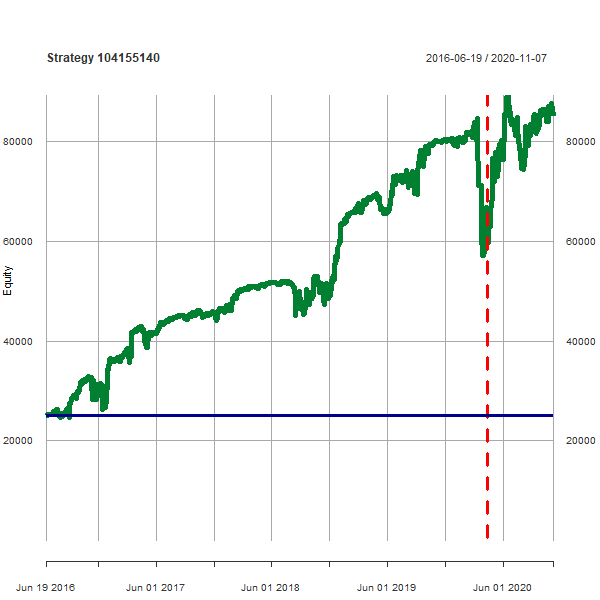 Strategy 104155140
2016-06-19 / 2020-11-07
80000
80000
60000
60000
Equity
40000
40000
20000
20000
Jun 19 2016
Jun 01 2017
Jun 01 2018
Jun 01 2019
Jun 01 2020